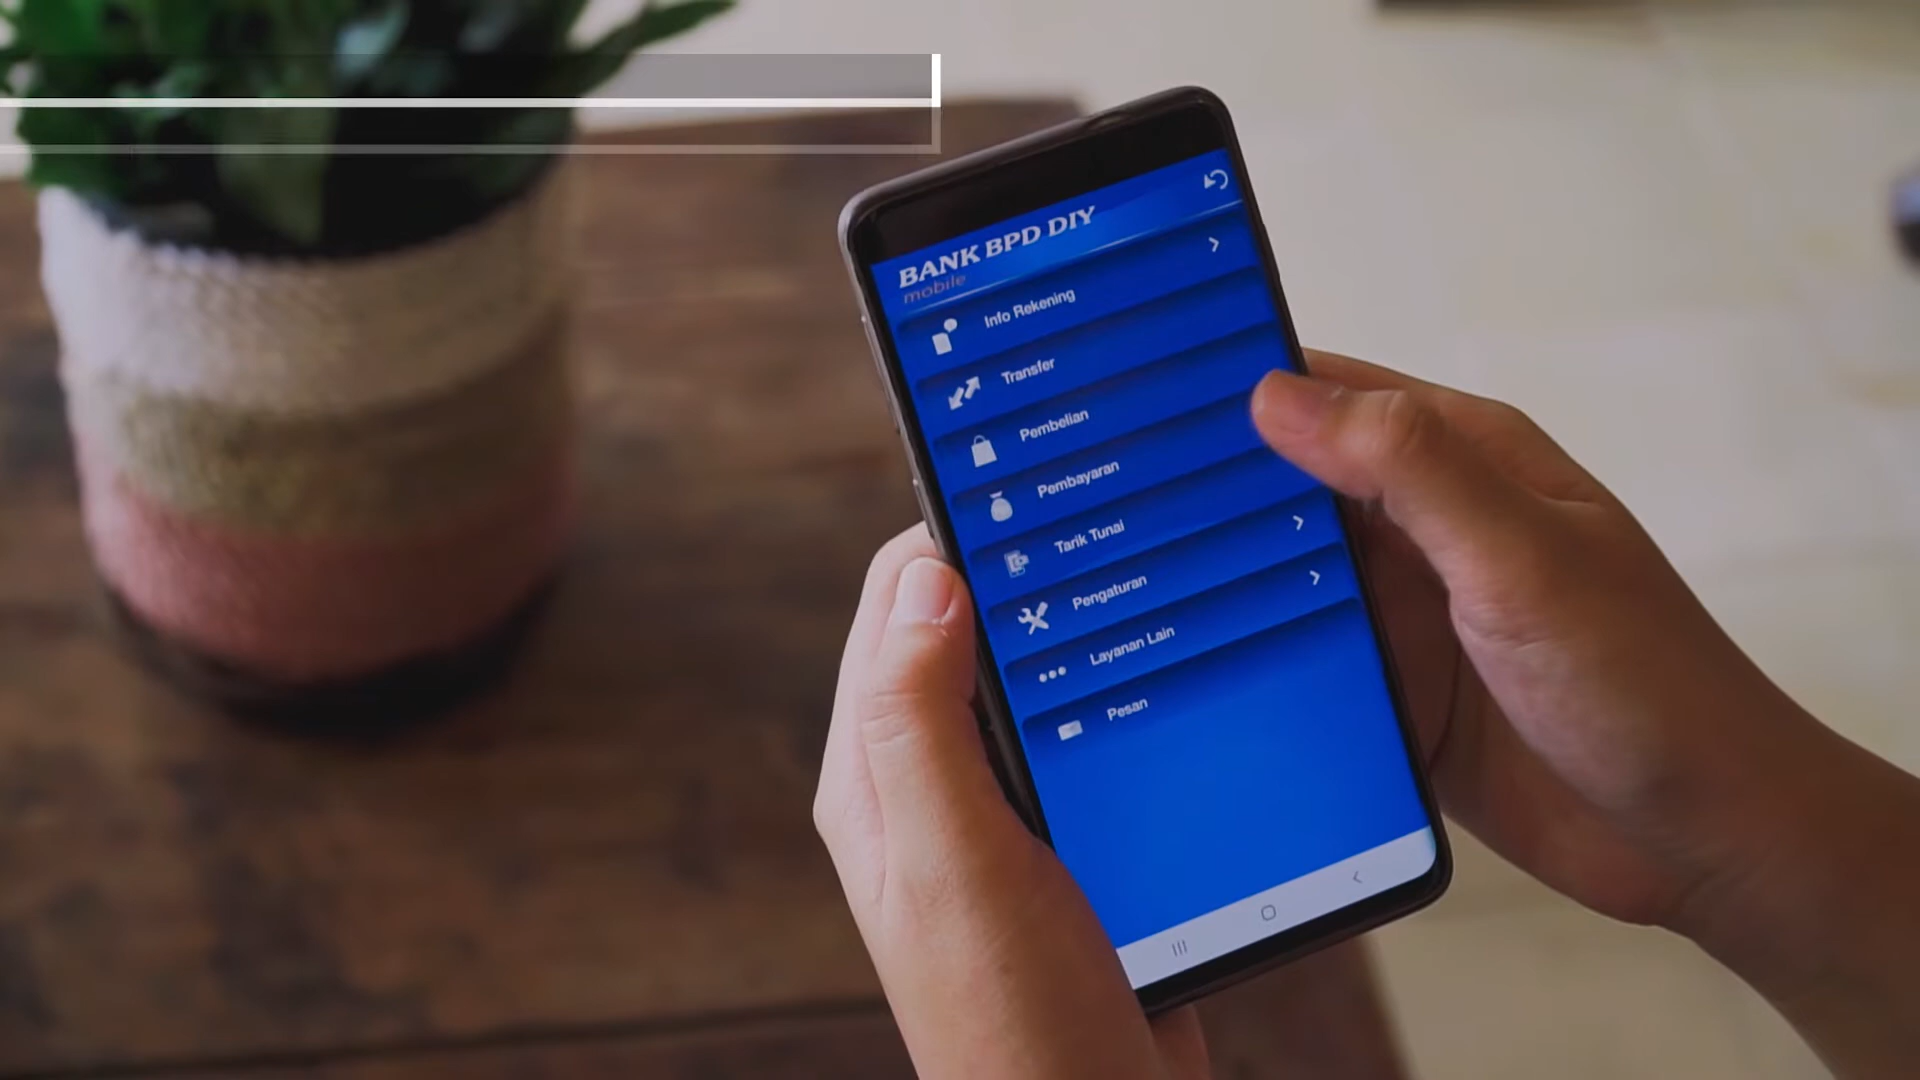 BANK BPD DIY
mobile
Info Rekening
Transfer
Pembelian
Pembayaran
Tarik Tunai
Pengaturan
Layanan Lain
Pesan